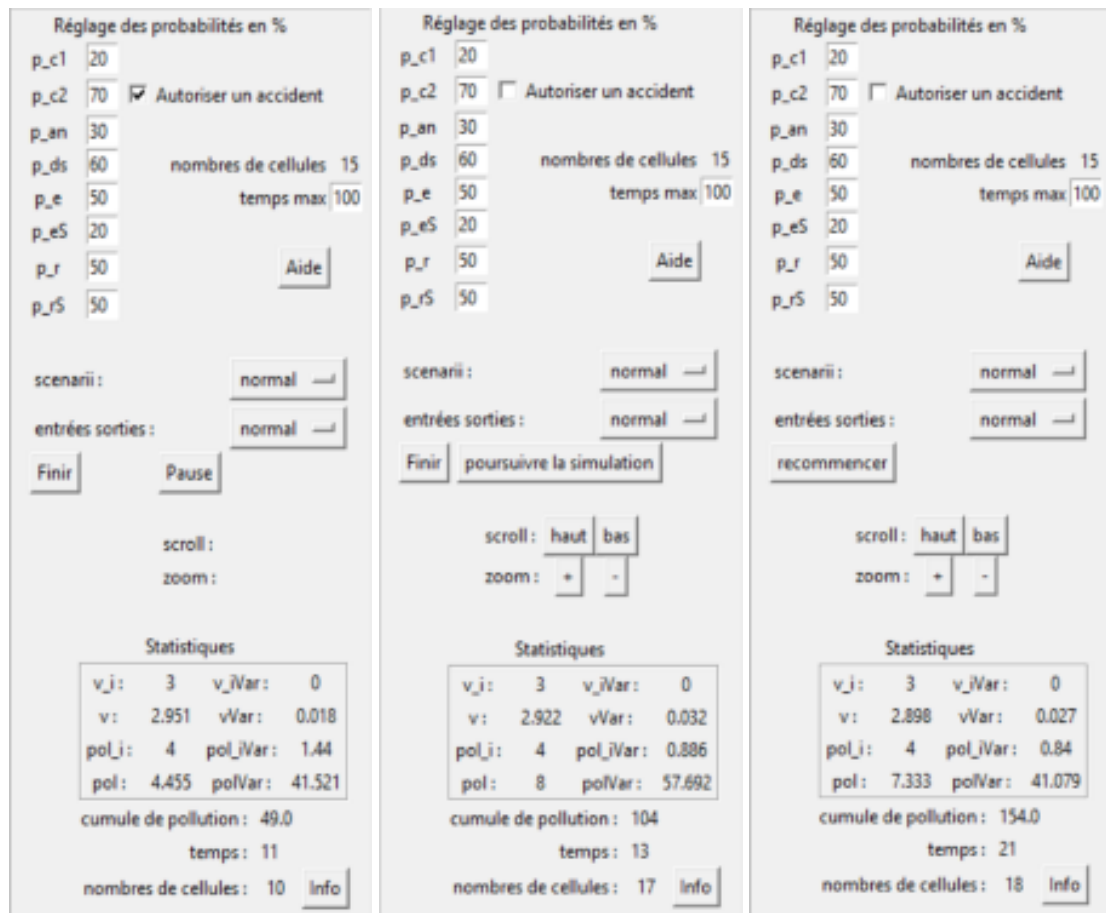 Réglage des probabilités en %
p_c1 20
p_c2 70 Autoriser un accident
p_an 30
p_ds 60 nombres de cellules 15
p_e 50 temps max 100
p_eS 20
p_r 50 Aide
p_rS 50
scenarii : normal
entrées sorties : normal
Finir Pause
scroll :
zoom :
Statistiques
v_i : 3 v_iVar : 0
v : 2.951 vVar : 0.018
pol_i : 4 pol_iVar : 1.44
pol : 4.455 polVar : 41.521
cumule de pollution : 49.0
temps : 11
nombres de cellules : 10 Info
Réglage des probabilités en %
p_c1 20
p_c2 70 Autoriser un accident
p_an 30
p_ds 60 nombres de cellules 15
p_e 50 temps max 100
p_eS 20
p_r 50 Aide
p_rS 50
scenarii : normal
entrées sorties : normal
Finir poursuivre la simulation
scroll : haut bas
zoom : + -
Statistiques
v_i : 3 v_iVar : 0
v : 2.922 vVar : 0.032
pol_i : 4 pol_iVar : 0.886
pol : 8 polVar : 57.692
cumule de pollution : 104
temps : 13
nombres de cellules : 17 Info
Réglage des probabilités en %
p_c1 20
p_c2 70 Autoriser un accident
p_an 30
p_ds 60 nombres de cellules 15
p_e 50 temps max 100
p_eS 20
p_r 50 Aide
p_rS 50
scenarii : normal
entrées sorties : normal
recommencer
scroll : haut bas
zoom : + -
Statistiques
v_i : 3 v_iVar : 0
v : 2.898 vVar : 0.027
pol_i : 4 pol_iVar : 0.84
pol : 7.333 polVar : 41.079
cumule de pollution : 154.0
temps : 21
nombres de cellules : 18 Info